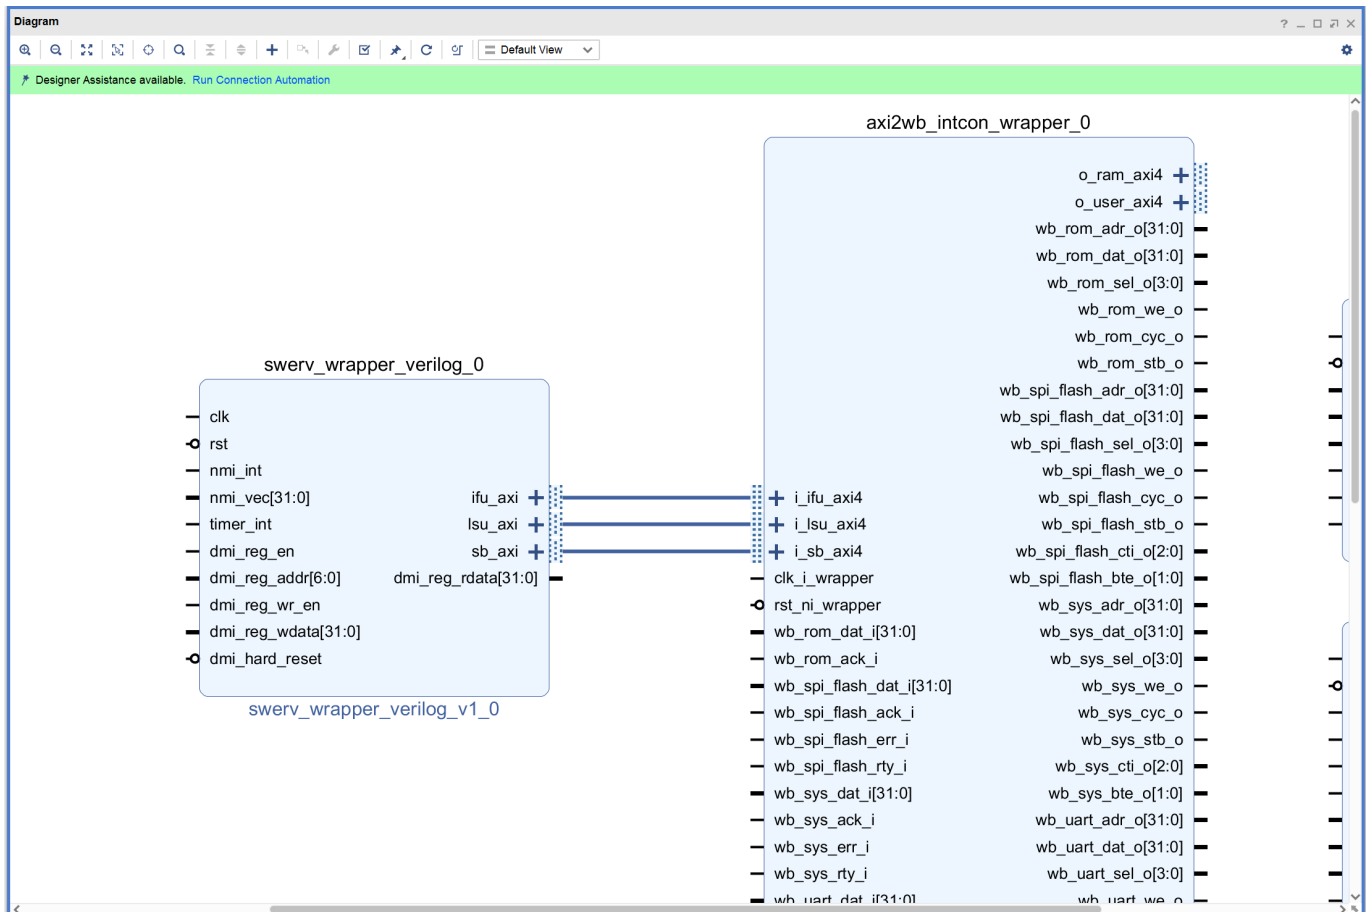 Diagram
Default View
Designer Assistance available. Run Connection Automation
swerv_wrapper_verilog_0
clk
rst
nmi_int
nmi_vec[31:0]
timer_int
dmi_reg_en
dmi_reg_addr[6:0]
dmi_reg_wr_en
dmi_reg_wdata[31:0]
dmi_hard_reset
ifu_axi
lsu_axi
sb_axi
dmi_reg_rdata[31:0]
swerv_wrapper_verilog_v1_0
axi2wb_intcon_wrapper_0
i_ifu_axi4
i_lsu_axi4
i_sb_axi4
clk_i_wrapper
rst_ni_wrapper
wb_rom_dat_i[31:0]
wb_rom_ack_i
wb_spi_flash_dat_i[31:0]
wb_spi_flash_ack_i
wb_spi_flash_err_i
wb_spi_flash_rty_i
wb_sys_dat_i[31:0]
wb_sys_ack_i
wb_sys_err_i
wb_sys_rty_i
wb_uart_dat_i[31:0]
o_ram_axi4
o_user_axi4
wb_rom_adr_o[31:0]
wb_rom_dat_o[31:0]
wb_rom_sel_o[3:0]
wb_rom_we_o
wb_rom_cyc_o
wb_rom_stb_o
wb_spi_flash_adr_o[31:0]
wb_spi_flash_dat_o[31:0]
wb_spi_flash_sel_o[3:0]
wb_spi_flash_we_o
wb_spi_flash_cyc_o
wb_spi_flash_stb_o
wb_spi_flash_cti_o[2:0]
wb_spi_flash_bte_o[1:0]
wb_sys_adr_o[31:0]
wb_sys_dat_o[31:0]
wb_sys_sel_o[3:0]
wb_sys_we_o
wb_sys_cyc_o
wb_sys_stb_o
wb_sys_cti_o[2:0]
wb_sys_bte_o[1:0]
wb_uart_adr_o[31:0]
wb_uart_dat_o[31:0]
wb_uart_sel_o[3:0]
wb_uart_we_o